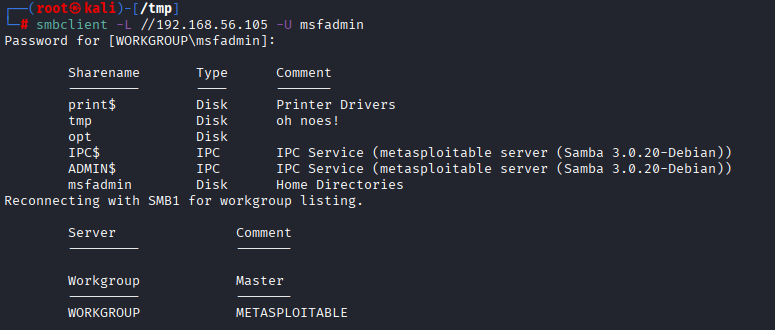 ┌──(root㉿kali)-[/tmp]
└─# smbclient -L //192.168.56.105 -U msfadmin
Password for [WORKGROUP\msfadmin]:

        Sharename       Type      Comment
        ---------       ----      -------
        print$          Disk      Printer Drivers
        tmp             Disk      oh noes!
        opt             Disk
        IPC$            IPC       IPC Service (metasploitable server (Samba 3.0.20-Debian))
        ADMIN$          IPC       IPC Service (metasploitable server (Samba 3.0.20-Debian))
        msfadmin        Disk      Home Directories
Reconnecting with SMB1 for workgroup listing.

        Server               Comment
        ---------            -------

        Workgroup            Master
        ---------            -------
        WORKGROUP            METASPLOITABLE